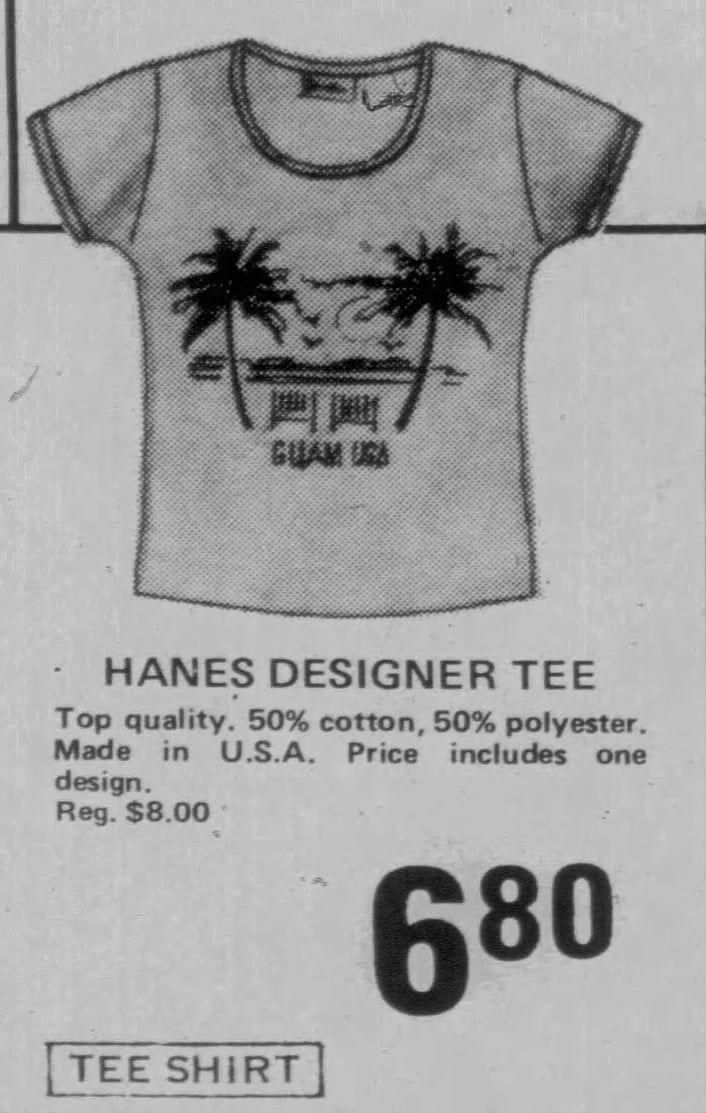 GUAM USA
HANES DESIGNER TEE
Top quality. 50% cotton, 50% polyester.
Made in U.S.A. Price includes one
design.
Reg. $8.00
680
TEE SHIRT